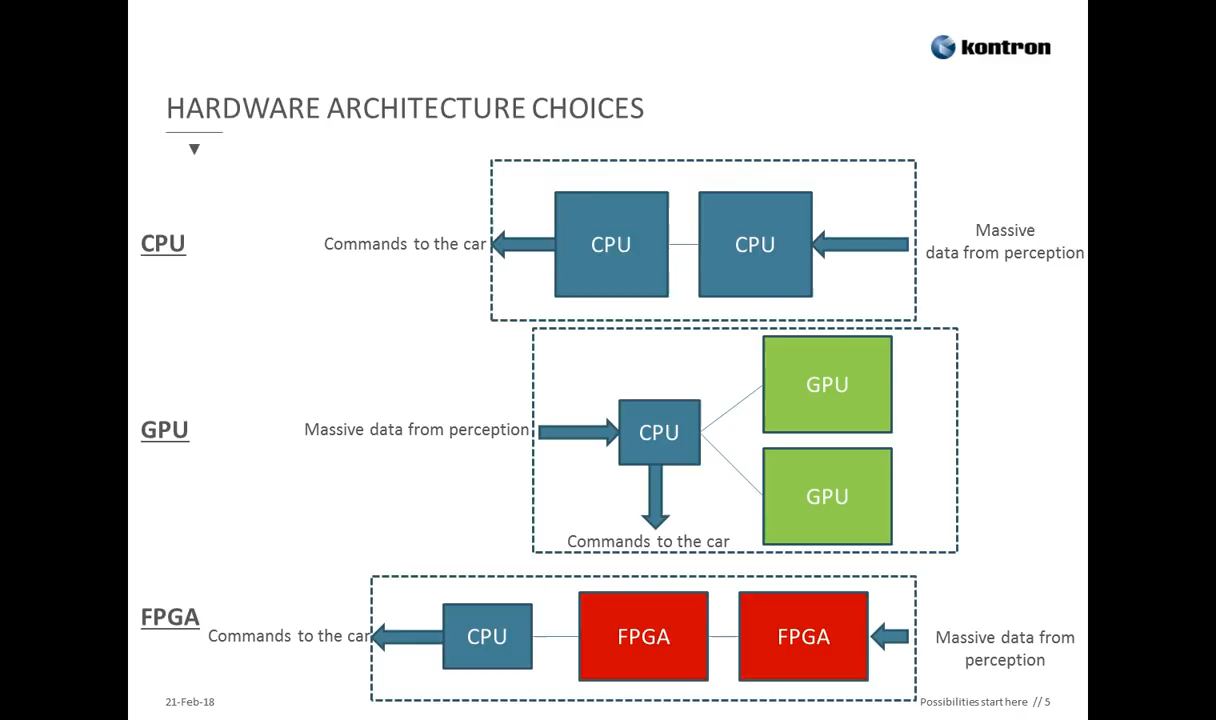 kontron
HARDWARE ARCHITECTURE CHOICES
CPU
Commands to the car
CPU
CPU
Massive
data from perception
GPU
Massive data from perception
CPU
GPU
GPU
Commands to the car
FPGA
Commands to the car
CPU
FPGA
FPGA
Massive data from
perception
21-Feb-18
Possibilities start here // 5